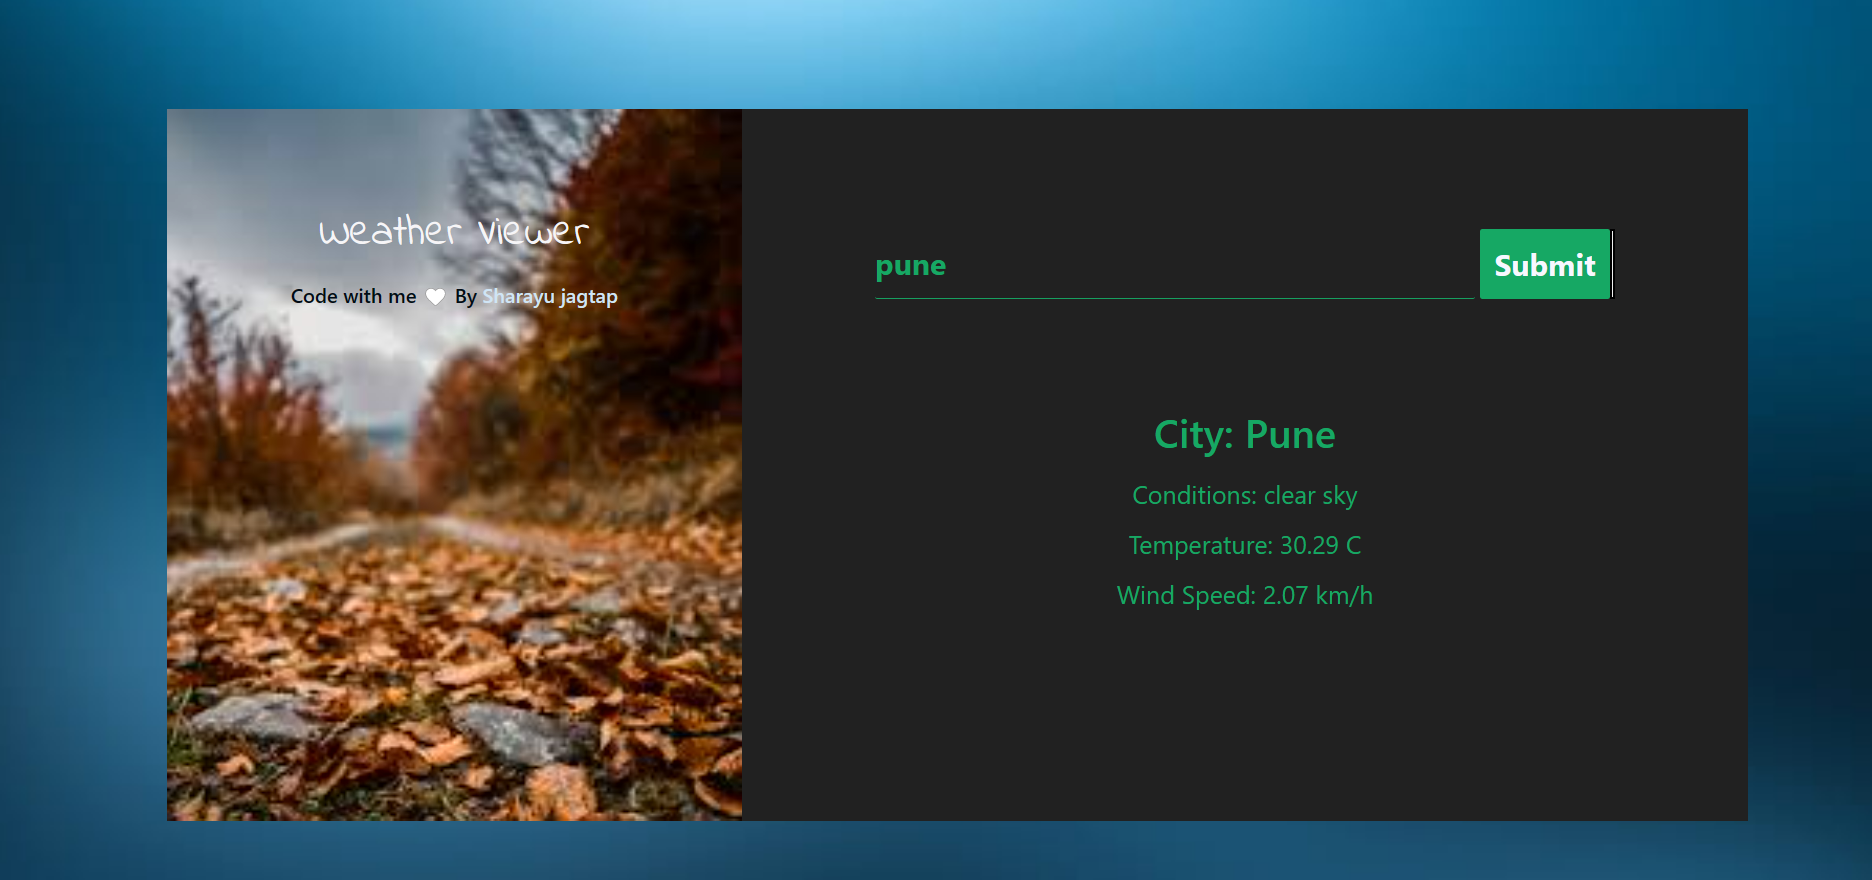 Weather Viewer
Code with me 🤍 By Sharayu jagtap
pune
Submit
City: Pune
Conditions: clear sky
Temperature: 30.29 C
Wind Speed: 2.07 km/h